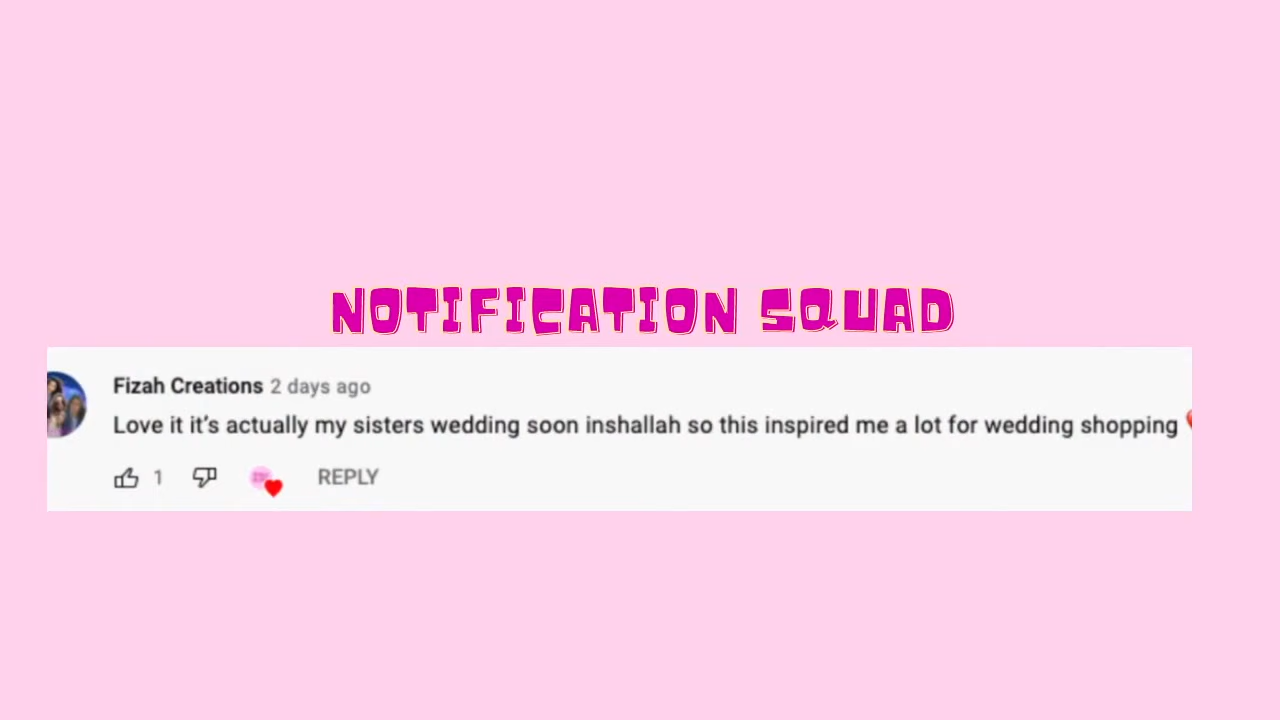 NOTIFICATION SQUAD
Fizah Creations 2 days ago
Love it it's actually my sisters wedding soon inshallah so this inspired me a lot for wedding shopping
1 REPLY